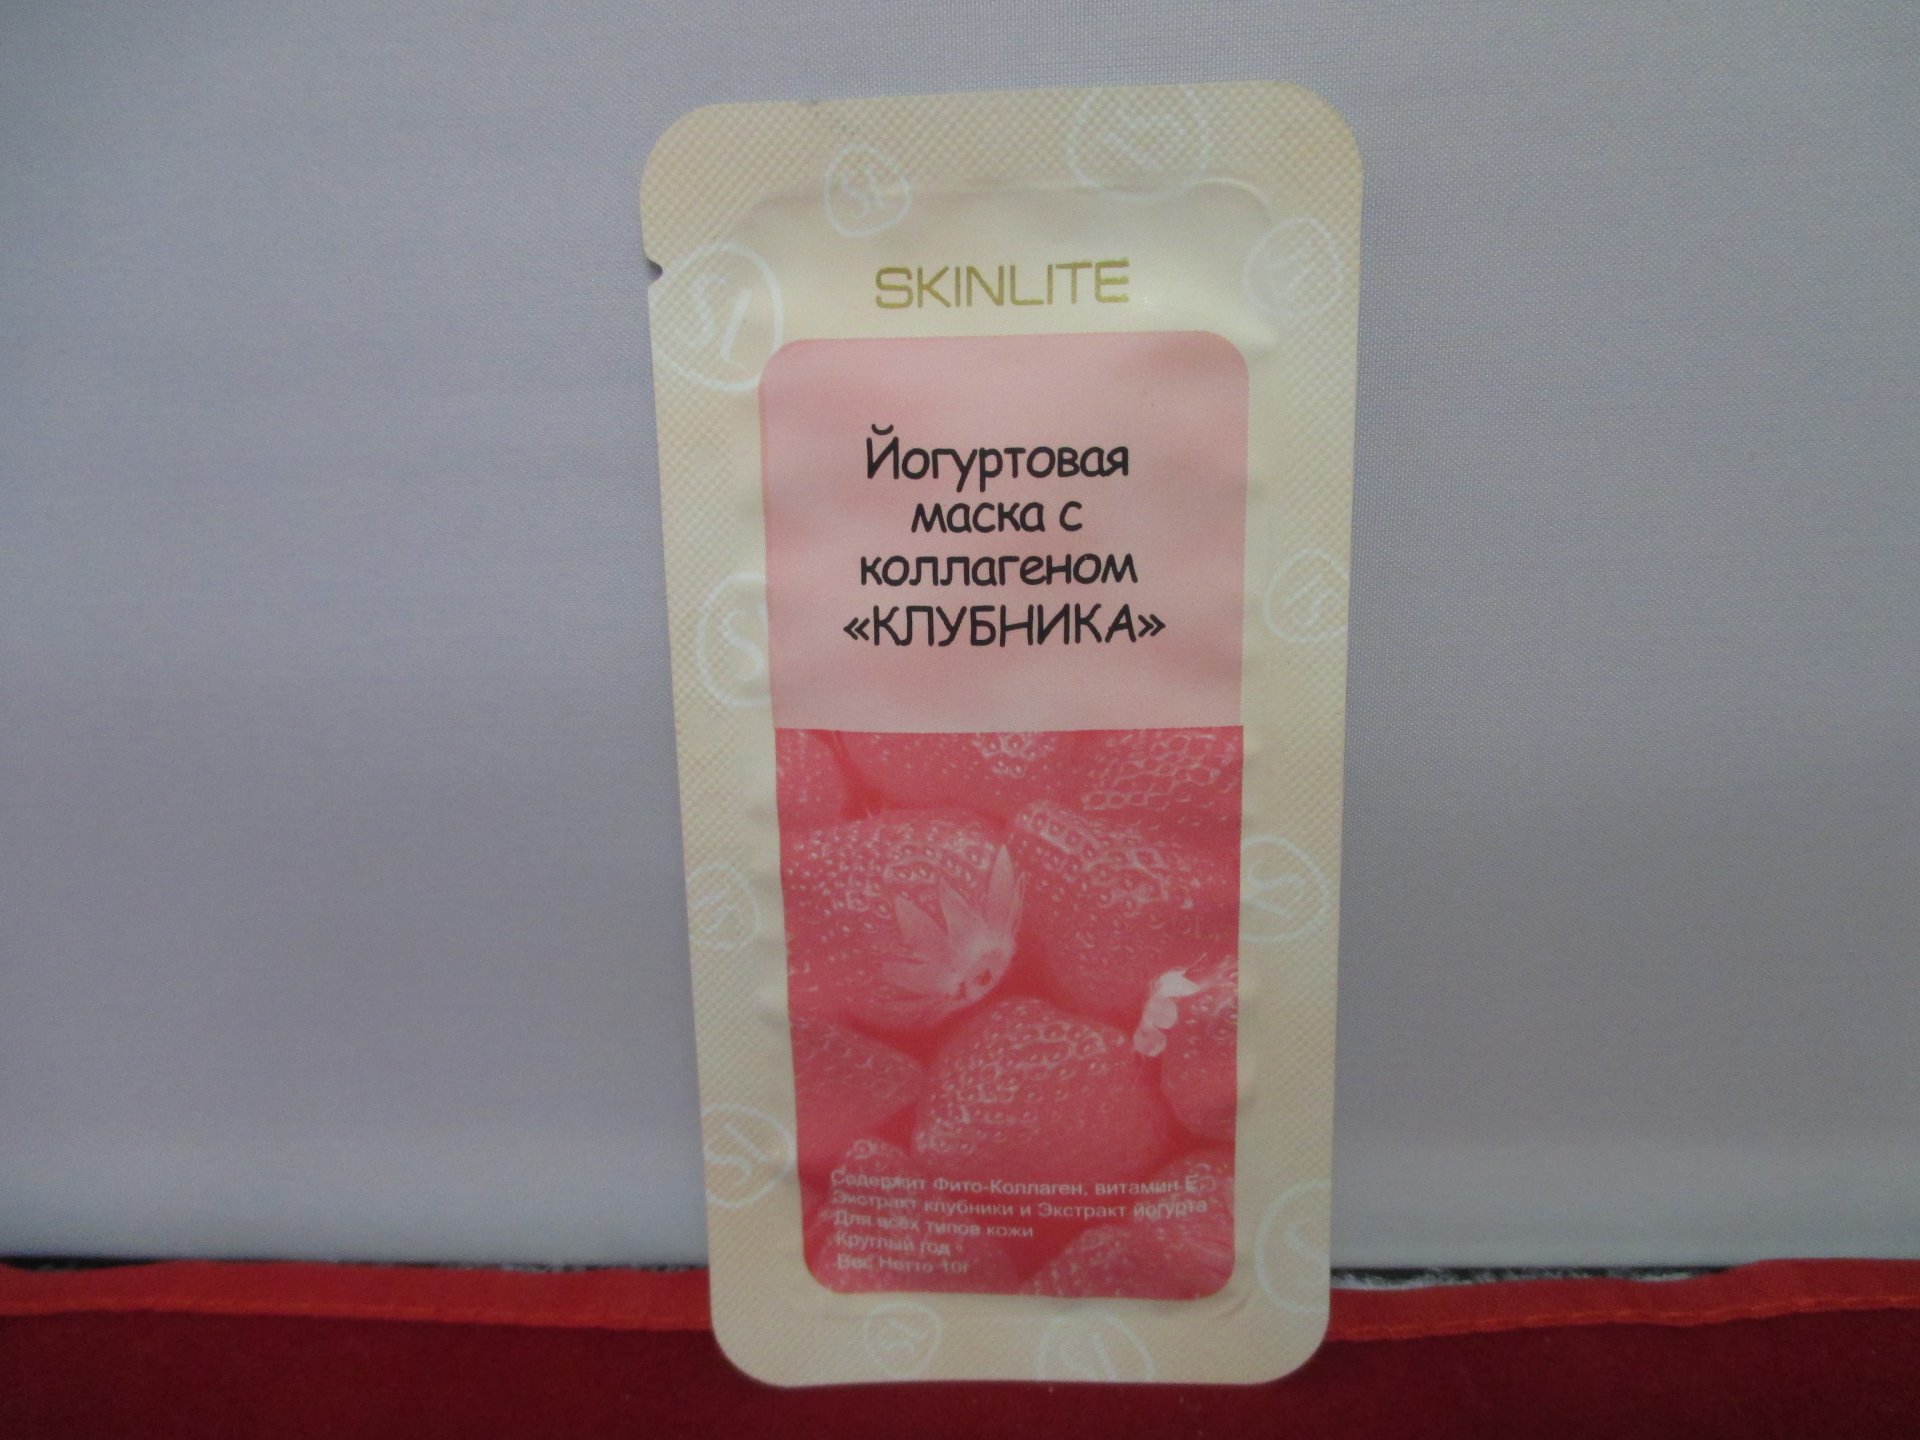 SKINLITE
Йогуртовая
маска с
коллагеном
«КЛУБНИКА»
Содержит Фито-Коллаген, витамин Е,
Экстракт клубники и Экстракт йогурта
Для всех типов кожи
Круглый год
Вес Нетто 10г